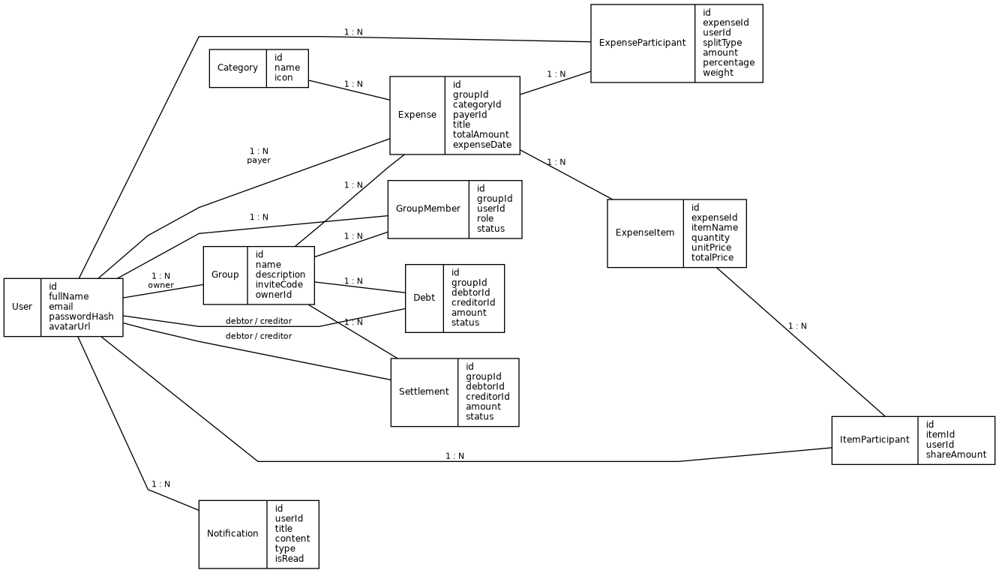 1 : N
ExpenseParticipant
id
expenseId
userId
splitType
amount
percentage
weight
Category
id
name
icon
1 : N
1 : N
Expense
id
groupId
categoryId
payerId
title
totalAmount
expenseDate
1 : N
payer
1 : N
1 : N
GroupMember
id
groupId
userId
role
status
1 : N
1 : N
ExpenseItem
id
expenseId
itemName
quantity
unitPrice
totalPrice
Group
id
name
description
inviteCode
ownerId
1 : N
owner
User
id
fullName
email
passwordHash
avatarUrl
1 : N
Debt
id
groupId
debtorId
creditorId
amount
status
debtor / creditor
1 : N
debtor / creditor
1 : N
Settlement
id
groupId
debtorId
creditorId
amount
status
ItemParticipant
id
itemId
userId
shareAmount
1 : N
1 : N
Notification
id
userId
title
content
type
isRead